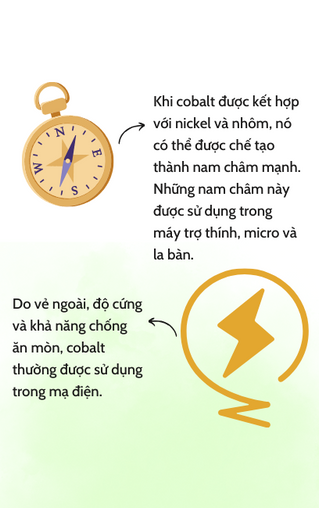 Khi cobalt được kết hợp
với nickel và nhôm, nó
có thể được chế tạo
thành nam châm mạnh.
Những nam châm này
được sử dụng trong
máy trợ thính, micro và
la bàn.
N
E
S
W
Do vẻ ngoài, độ cứng
và khả năng chống
ăn mòn, cobalt
thường được sử dụng
trong mạ điện.